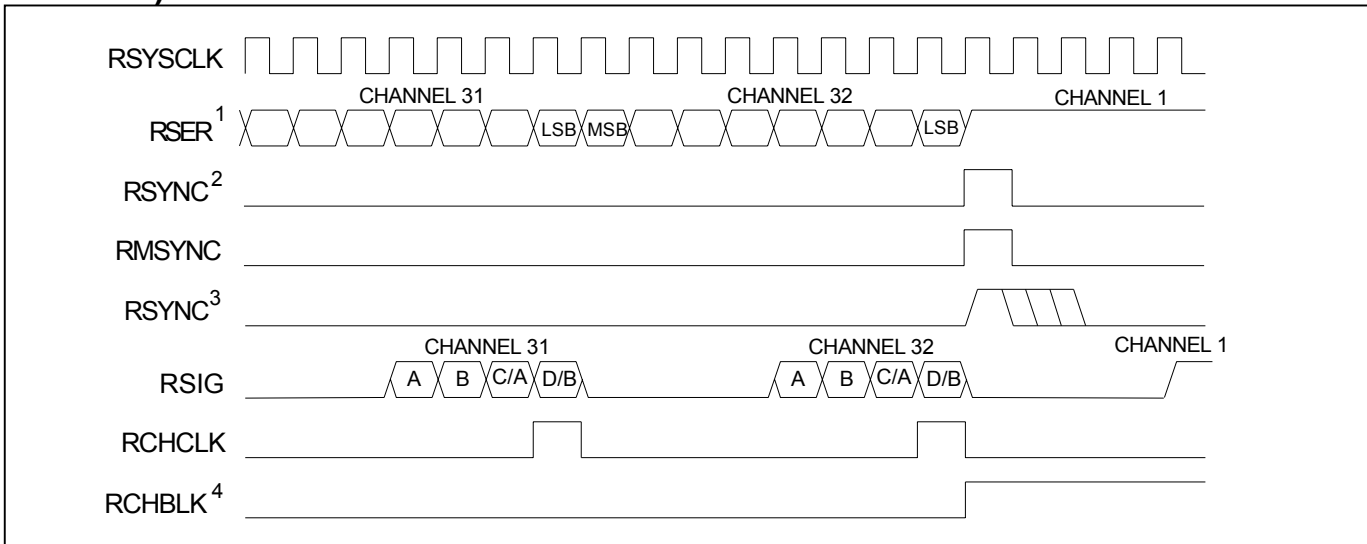 RSYSCLK
CHANNEL 31 CHANNEL 32 CHANNEL 1
RSER1 LSB MSB LSB
RSYNC2
RMSYNC
RSYNC3
CHANNEL 31 CHANNEL 32 CHANNEL 1
RSIG A B C/A D/B A B C/A D/B
RCHCLK
RCHBLK4